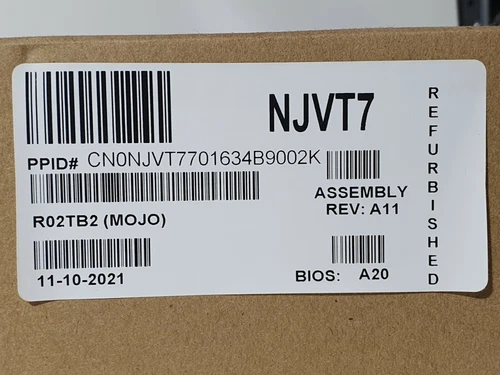 NJVT7
PPID# CN0NJVT7701634B9002K
ASSEMBLY
REV: A11
R02TB2 (MOJO)
11-10-2021
BIOS: A20
REFURBISHED